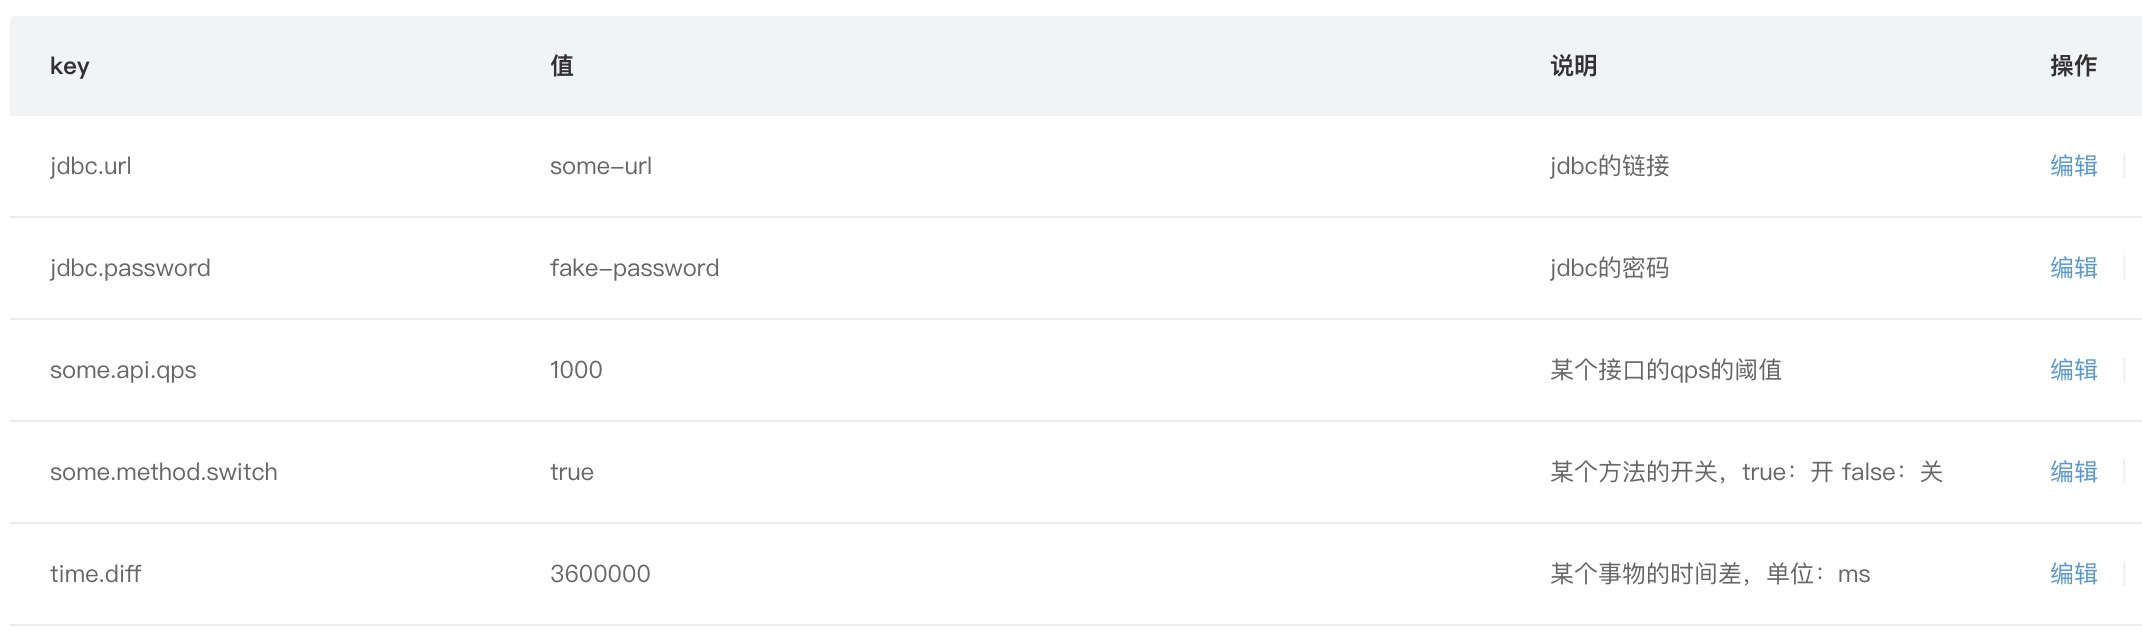 key 值 说明 操作
jdbc.url some-url jdbc的链接 编辑
jdbc.password fake-password jdbc的密码 编辑
some.api.qps 1000 某个接口的qps的阈值 编辑
some.method.switch true 某个方法的开关，true：开 false：关 编辑
time.diff 3600000 某个事物的时间差，单位：ms 编辑